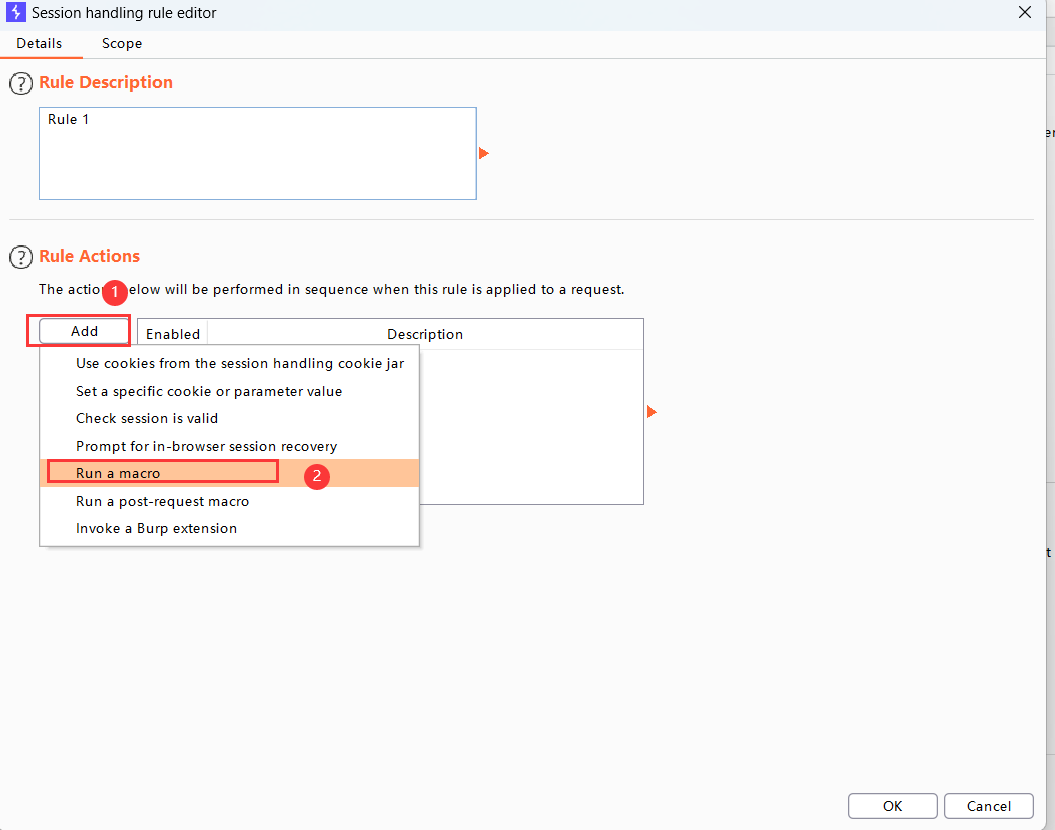 Session handling rule editor
Details Scope
Rule Description
Rule 1
Rule Actions
The action elow will be performed in sequence when this rule is applied to a request.
1
Add Enabled Description
Use cookies from the session handling cookie jar
Set a specific cookie or parameter value
Check session is valid
Prompt for in-browser session recovery
Run a macro 2
Run a post-request macro
Invoke a Burp extension
OK Cancel